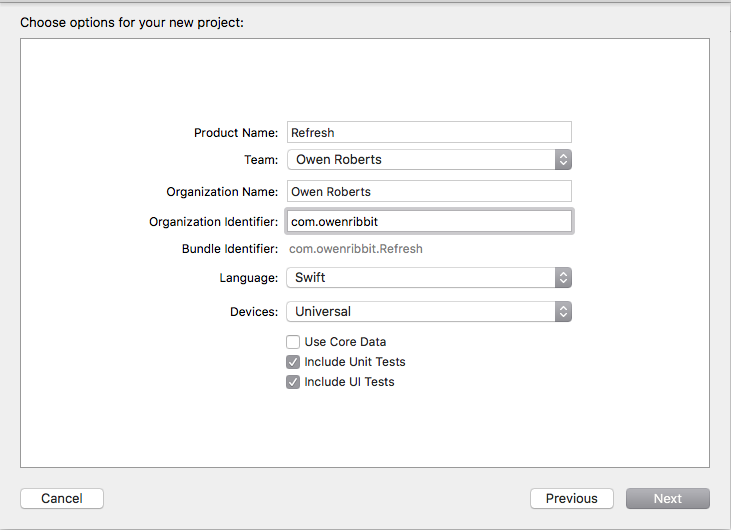 Choose options for your new project:
Product Name: Refresh
Team: Owen Roberts
Organization Name: Owen Roberts
Organization Identifier: com.owenribbit
Bundle Identifier: com.owenribbit.Refresh
Language: Swift
Devices: Universal
Use Core Data
Include Unit Tests
Include UI Tests
Cancel Previous Next